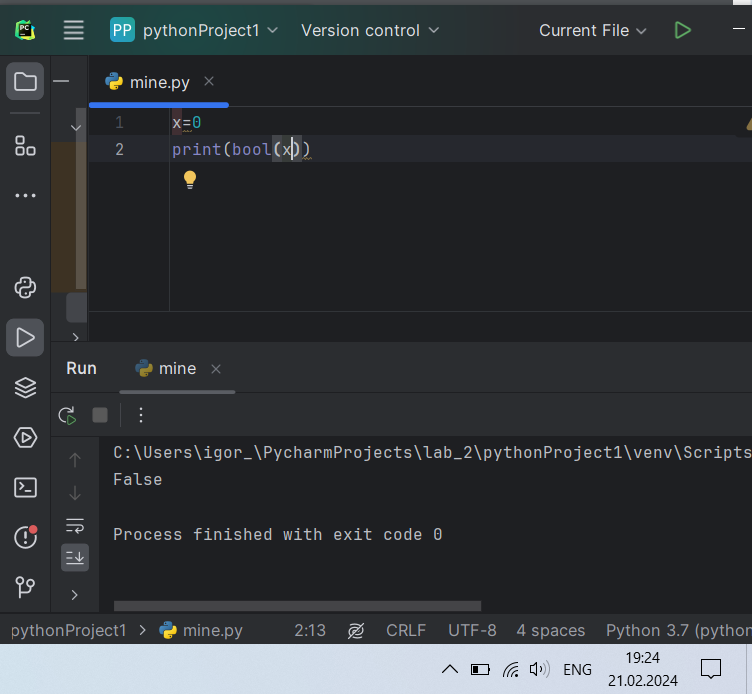 PC
PP pythonProject1 Version control Current File
mine.py
1 x=0
2 print(bool(x))
Run mine
C:\Users\igor_\PycharmProjects\lab_2\pythonProject1\venv\Scripts
False
Process finished with exit code 0
pythonProject1 > mine.py 2:13 CRLF UTF-8 4 spaces Python 3.7 (python
ENG 19:24
21.02.2024